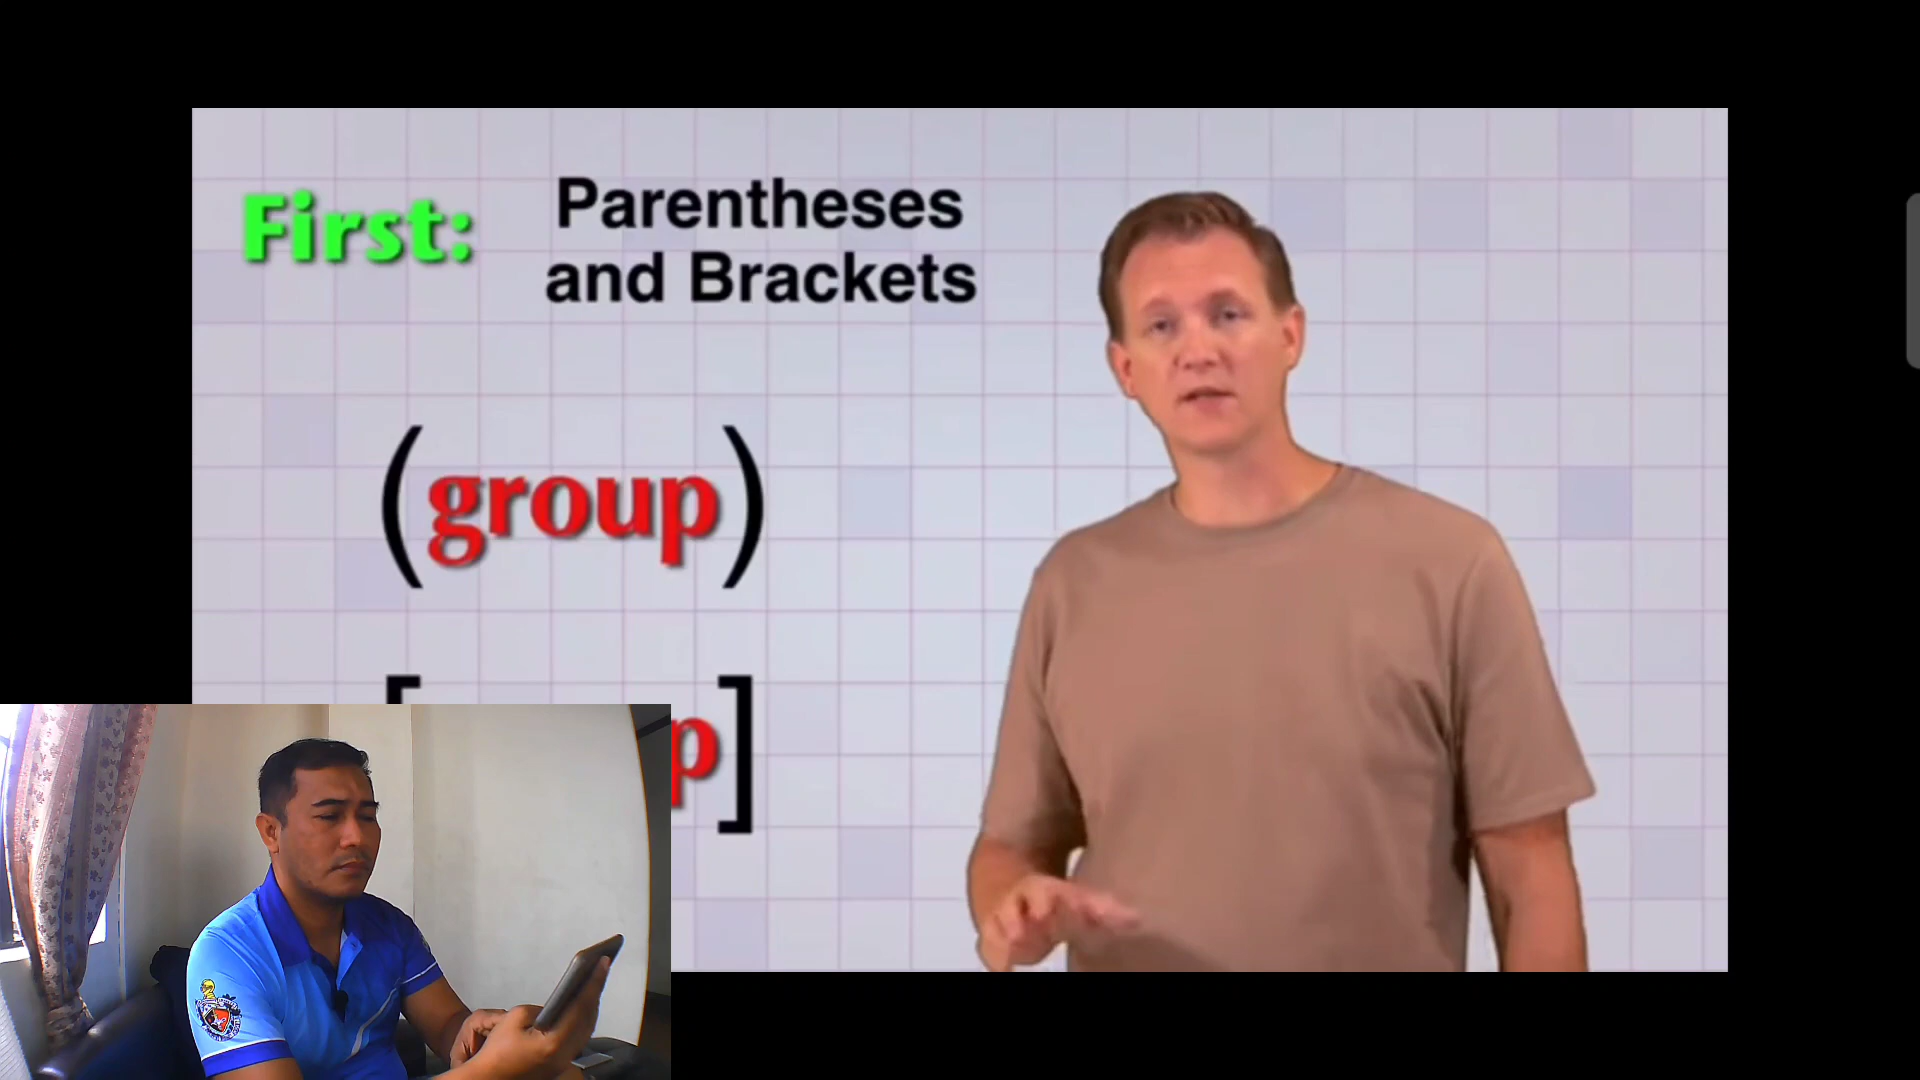 First:
Parentheses
and Brackets
(group)
[ p]